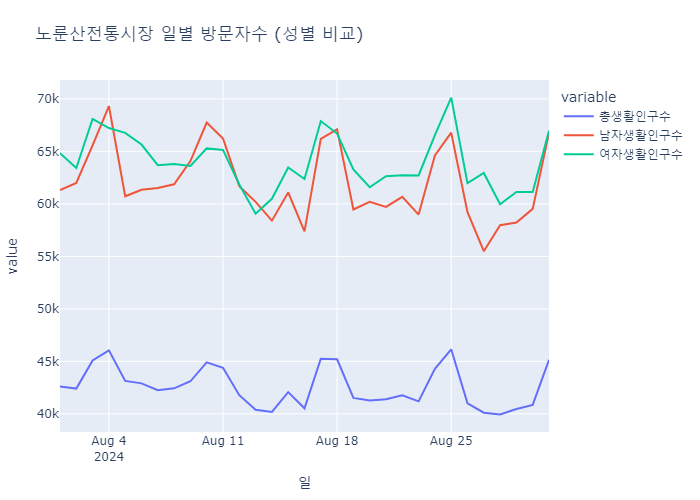 노룬산전통시장 일별 방문자수 (성별 비교)
variable
총생활인구수
남자생활인구수
여자생활인구수
value
70k
65k
60k
55k
50k
45k
40k
Aug 4
2024
Aug 11
Aug 18
Aug 25
일